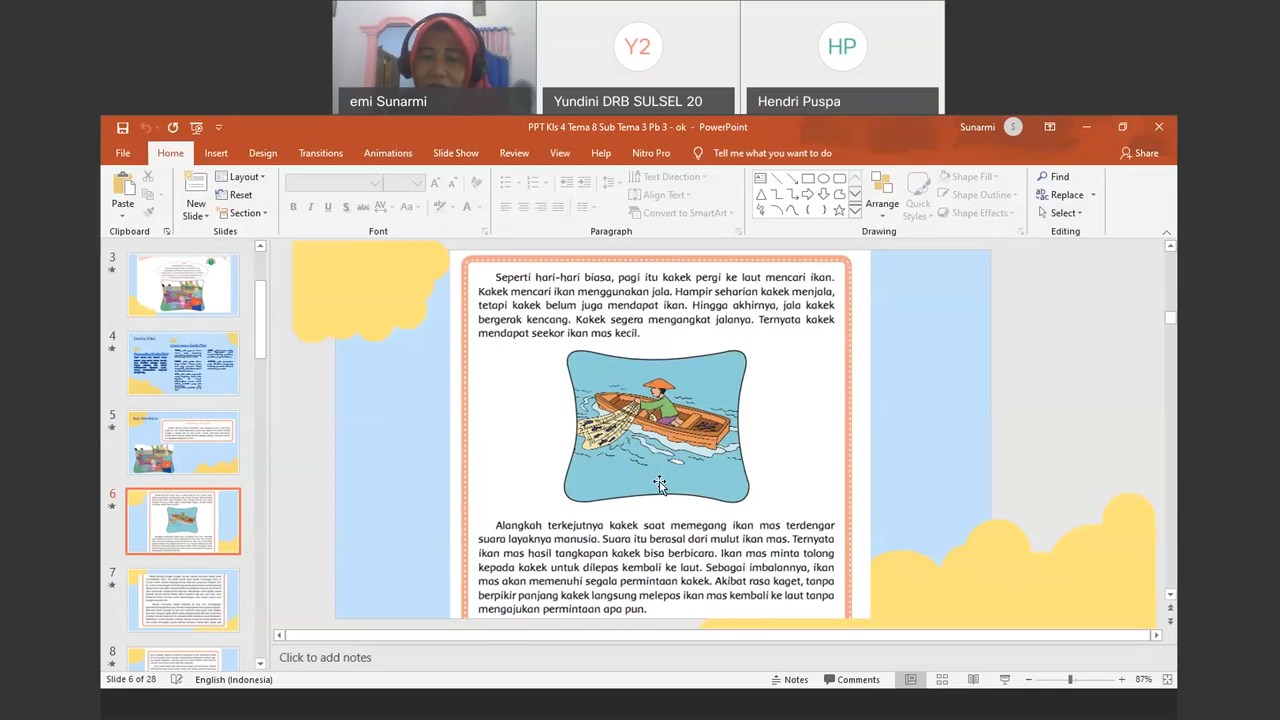 Y2
HP
emi Sunarmi
Yundini DRB SULSEL 20
Hendri Puspa
PPT Kls 4 Tema 8 Sub Tema 3 Pb 3 - ok - PowerPoint
Sunarmi
S
File Home Insert Design Transitions Animations Slide Show Review View Help Nitro Pro Tell me what you want to do Share
Paste
New Slide
Layout
Reset
Section
Text Direction
Align Text
Convert to SmartArt
Arrange
Quick Styles
Shape Fill
Shape Outline
Shape Effects
Find
Replace
Select
Clipboard Slides Font Paragraph Drawing Editing
3
4
5
6
7
8
Seperti hari-hari biasa, pagi itu kakek pergi ke laut mencari ikan.
Kakek mencari ikan menggunakan jala. Hampir seharian kakek menjala,
tetapi kakek belum juga mendapat ikan. Hingga akhirnya, jala kakek
bergerak kencang. Kakek segera mengangkat jalanya. Ternyata kakek
mendapat seekor ikan mas kecil.
Alangkah terkejutnya kakek saat memegang ikan mas terdengar
suara layaknya manusia. Suara itu berasal dari mulut ikan mas. Ternyata
ikan mas hasil tangkapan kakek bisa berbicara. Ikan mas minta tolong
kepada kakek untuk dilepas kembali ke laut. Sebagai imbalannya, ikan
mas akan memenuhi segala permintaan kakek. Akibat rasa kaget, tanpa
berpikir panjang kakek langsung melepas ikan mas kembali ke laut tanpa
mengajukan permintaan apa pun.
Click to add notes
Slide 6 of 28 English (Indonesia) Notes Comments 87%